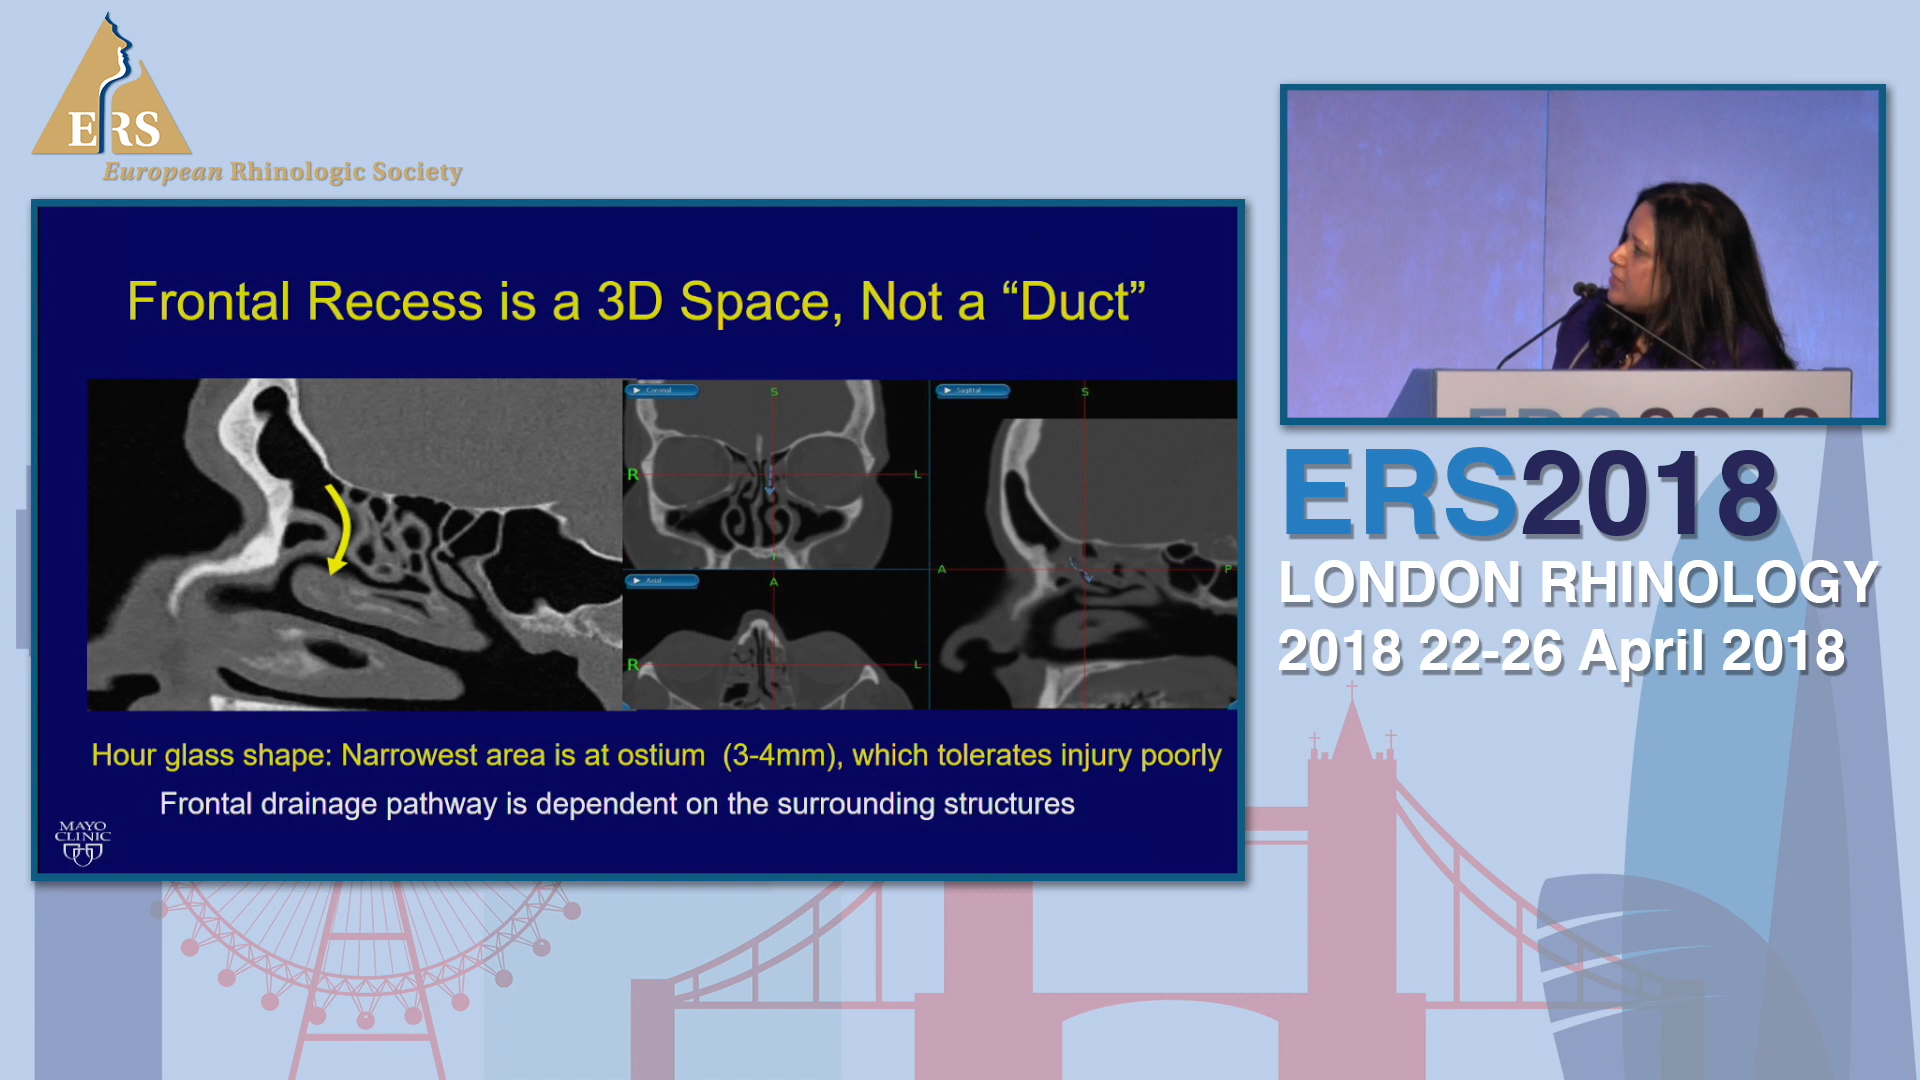 ERS
European Rhinologic Society
Frontal Recess is a 3D Space, Not a “Duct”
Coronal
S
R
L
Axial
A
R
L
Sagittal
S
A
P
Hour glass shape: Narrowest area is at ostium (3-4mm), which tolerates injury poorly
Frontal drainage pathway is dependent on the surrounding structures
MAYO
CLINIC
ERS2018
LONDON RHINOLOGY
2018 22-26 April 2018